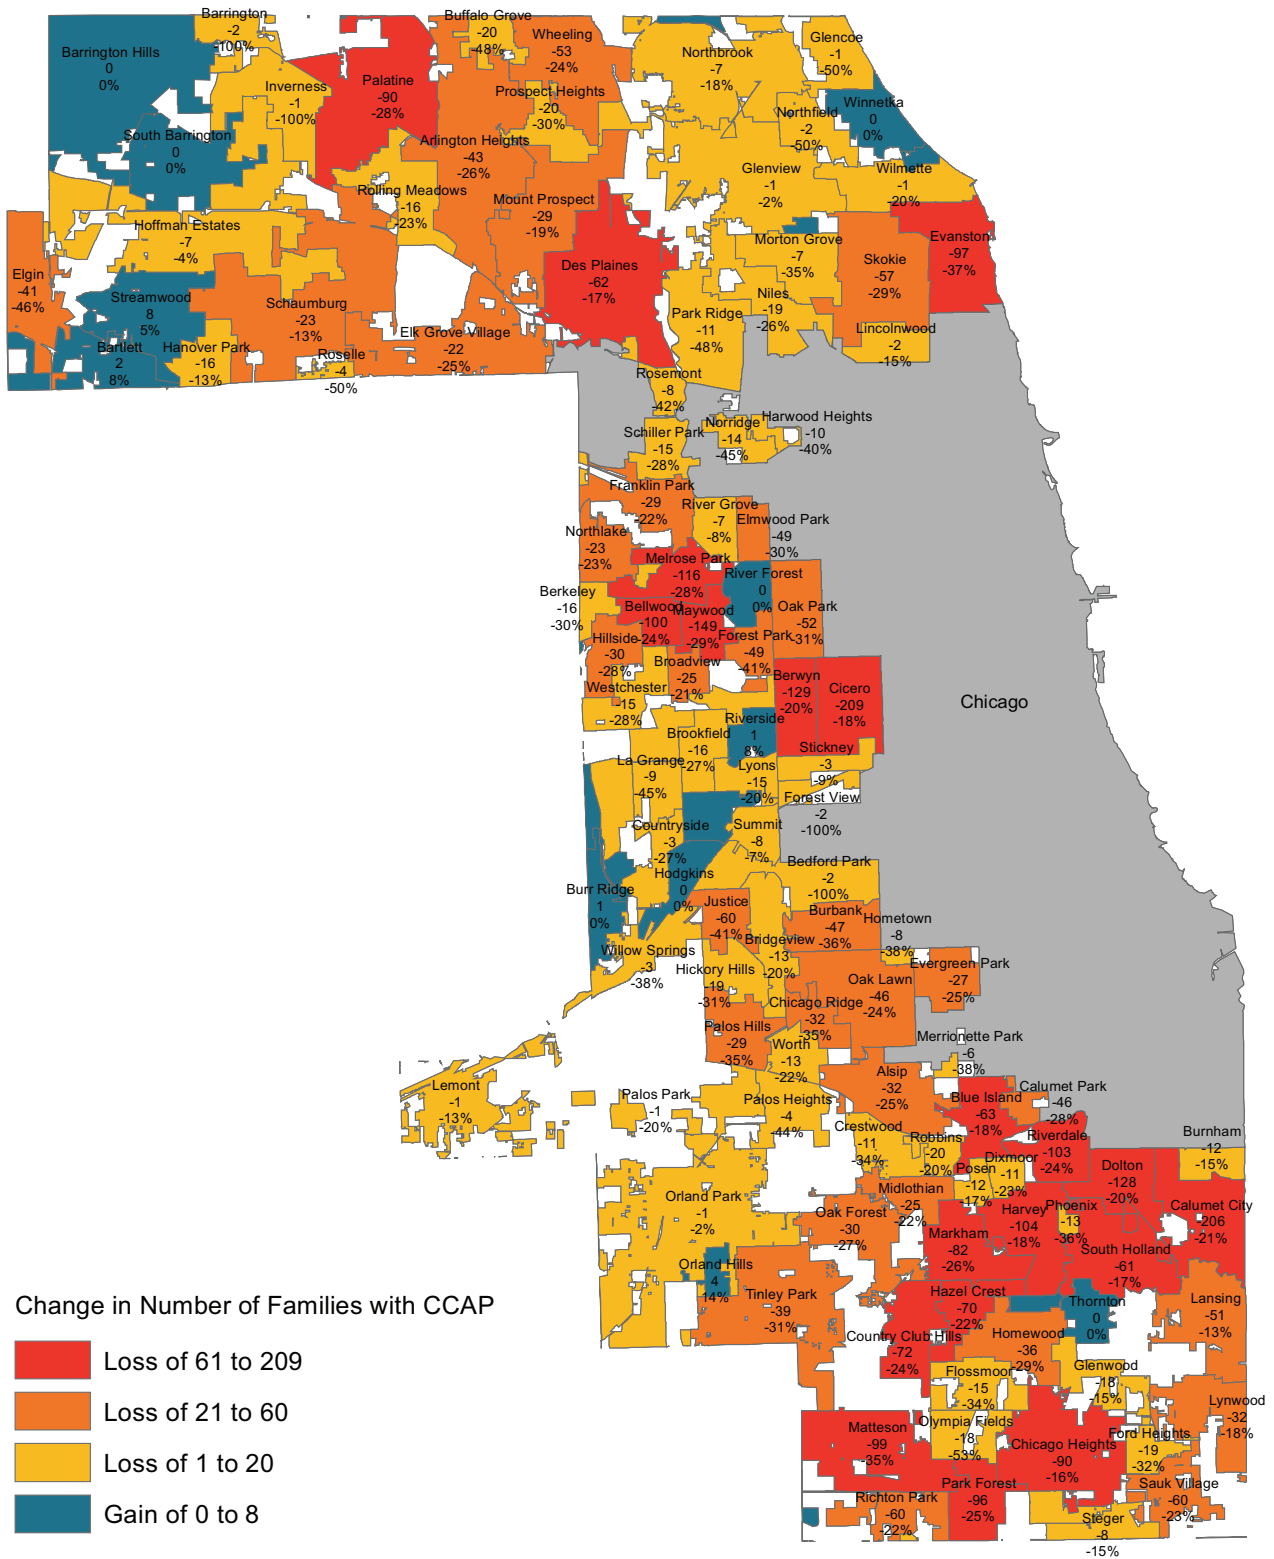 Barrington
-2
-100%
Buffalo Grove
-20
-48%
Wheeling
-53
-24%
Glencoe
-1
-50%
Barrington Hills
0
0%
Northbrook
-7
-18%
Inverness
-1
-100%
Palatine
-90
-28%
Prospect Heights
-20
-30%
Winnetka
0
0%
Northfield
-2
-50%
South Barrington
0
0%
Arlington Heights
-43
-26%
Glenview
-1
-2%
Wilmette
-1
-20%
Rolling Meadows
-16
-23%
Mount Prospect
-29
-19%
Hoffman Estates
-7
-4%
Morton Grove
-7
-35%
Evanston
-97
-37%
Skokie
-57
-29%
Des Plaines
-62
-17%
Elgin
-41
-46%
Streamwood
8
5%
Schaumburg
-23
-13%
Niles
-19
-26%
Park Ridge
-11
-48%
Lincolnwood
-2
-15%
Elk Grove Village
-22
-25%
Bartlett
2
8%
Hanover Park
-16
-13%
Roselle
-4
-50%
Rosemont
-8
-42%
Schiller Park
-15
-28%
Norridge
-14
-45%
Harwood Heights
-10
-40%
Franklin Park
-29
-22%
River Grove
-7
-8%
Elmwood Park
-49
-30%
Northlake
-23
-23%
Melrose Park
-116
-28%
River Forest
0
0%
Berkeley
-16
-30%
Bellwood
-100
-24%
Maywood
-149
-29%
Oak Park
-52
-31%
Hillside
-30
-28%
Forest Park
-49
-41%
Broadview
-25
-21%
Westchester
-15
-28%
Berwyn
-129
-20%
Cicero
-209
-18%
Chicago
Riverside
1
8%
Brookfield
-16
-27%
Stickney
-3
-9%
La Grange
-9
-45%
Lyons
-15
-20%
Forest View
-2
-100%
Countryside
-3
-27%
Summit
-8
-7%
Bedford Park
-2
-100%
Hodgkins
0
0%
Burr Ridge
1
0%
Justice
-60
-41%
Burbank
-47
-36%
Hometown
-8
-38%
Bridgeview
-13
-20%
Willow Springs
-3
-38%
Hickory Hills
-19
-31%
Evergreen Park
-27
-25%
Oak Lawn
-46
-24%
Chicago Ridge
-32
-35%
Palos Hills
-29
-35%
Worth
-13
-22%
Merrionette Park
-6
-38%
Lemont
-1
-13%
Alsip
-32
-25%
Palos Park
-1
-20%
Palos Heights
-4
-44%
Blue Island
-63
-18%
Calumet Park
-46
-28%
Crestwood
-11
-34%
Robbins
-20
-20%
Riverdale
-103
-24%
Burnham
-12
-15%
Posen
-12
-17%
Dixmoor
-11
-23%
Dolton
-128
-20%
Midlothian
-25
-22%
Orland Park
-1
-2%
Oak Forest
-30
-27%
Harvey
-104
-18%
Phoenix
-13
-36%
Calumet City
-206
-21%
Markham
-82
-26%
South Holland
-61
-17%
Orland Hills
4
14%
Tinley Park
-39
-31%
Hazel Crest
-70
-22%
Thornton
0
0%
Lansing
-51
-13%
Country Club Hills
-72
-24%
Homewood
-36
-29%
Flossmoor
-15
-34%
Glenwood
-18
-15%
Lynwood
-32
-18%
Matteson
-99
-35%
Olympia Fields
-18
-53%
Chicago Heights
-90
-16%
Ford Heights
-19
-32%
Park Forest
-96
-25%
Richton Park
-60
-22%
Sauk Village
-60
-23%
Steger
-8
-15%
Change in Number of Families with CCAP
Loss of 61 to 209
Loss of 21 to 60
Loss of 1 to 20
Gain of 0 to 8